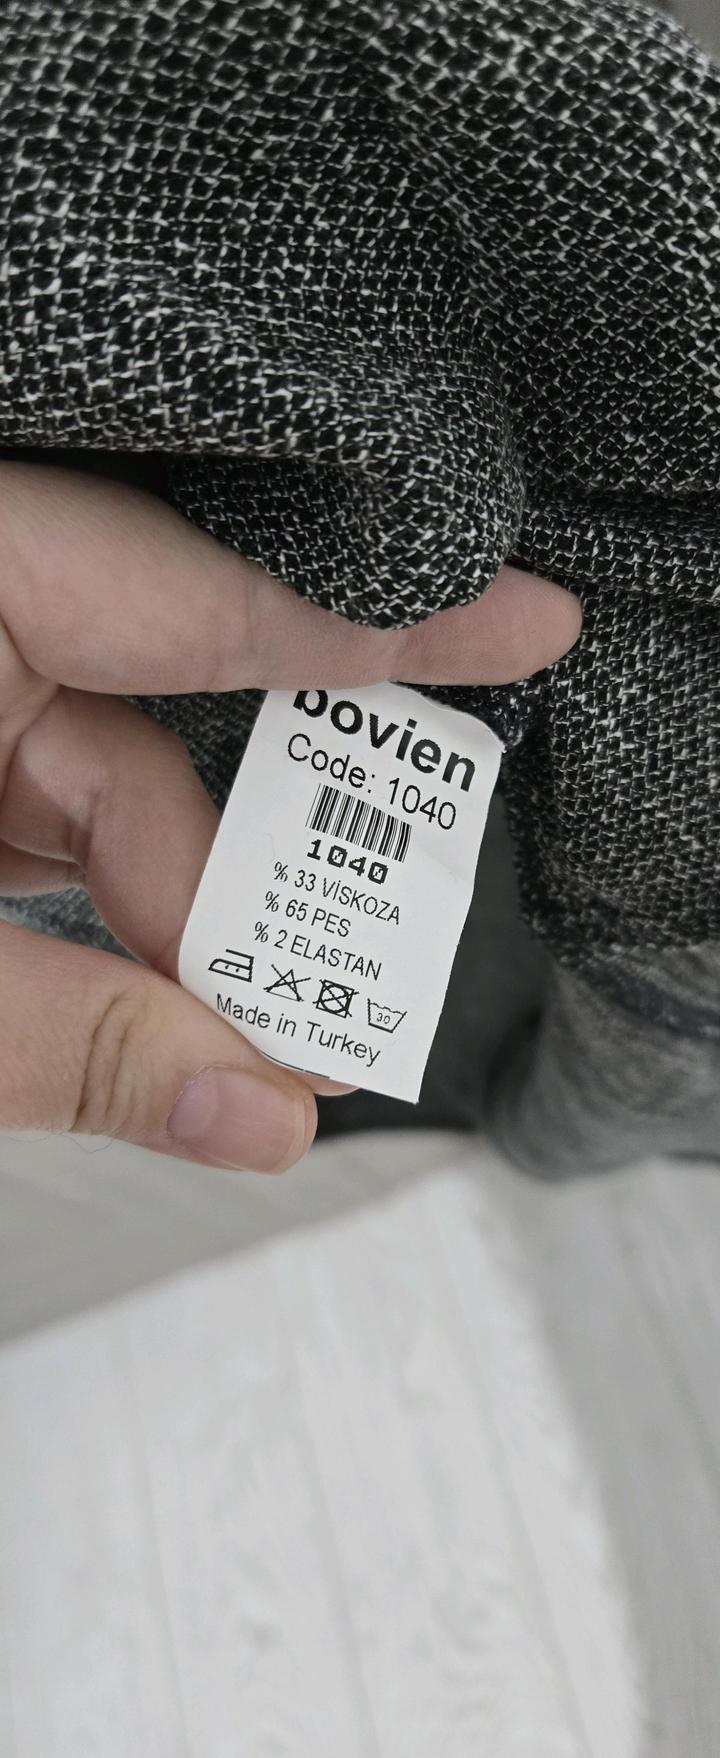 bovien
Code: 1040
1040
% 33 VİSKOZA
% 65 PES
% 2 ELASTAN
30
Made in Turkey